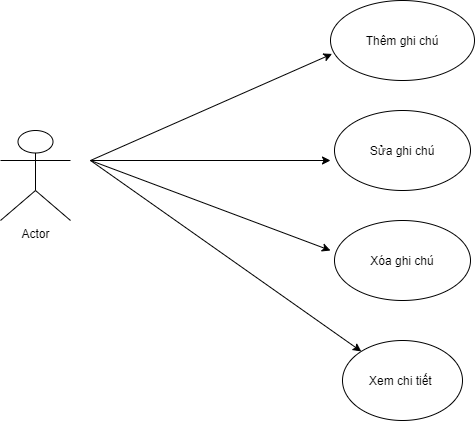 Thêm ghi chú
Sửa ghi chú
Actor
Xóa ghi chú
Xem chi tiết